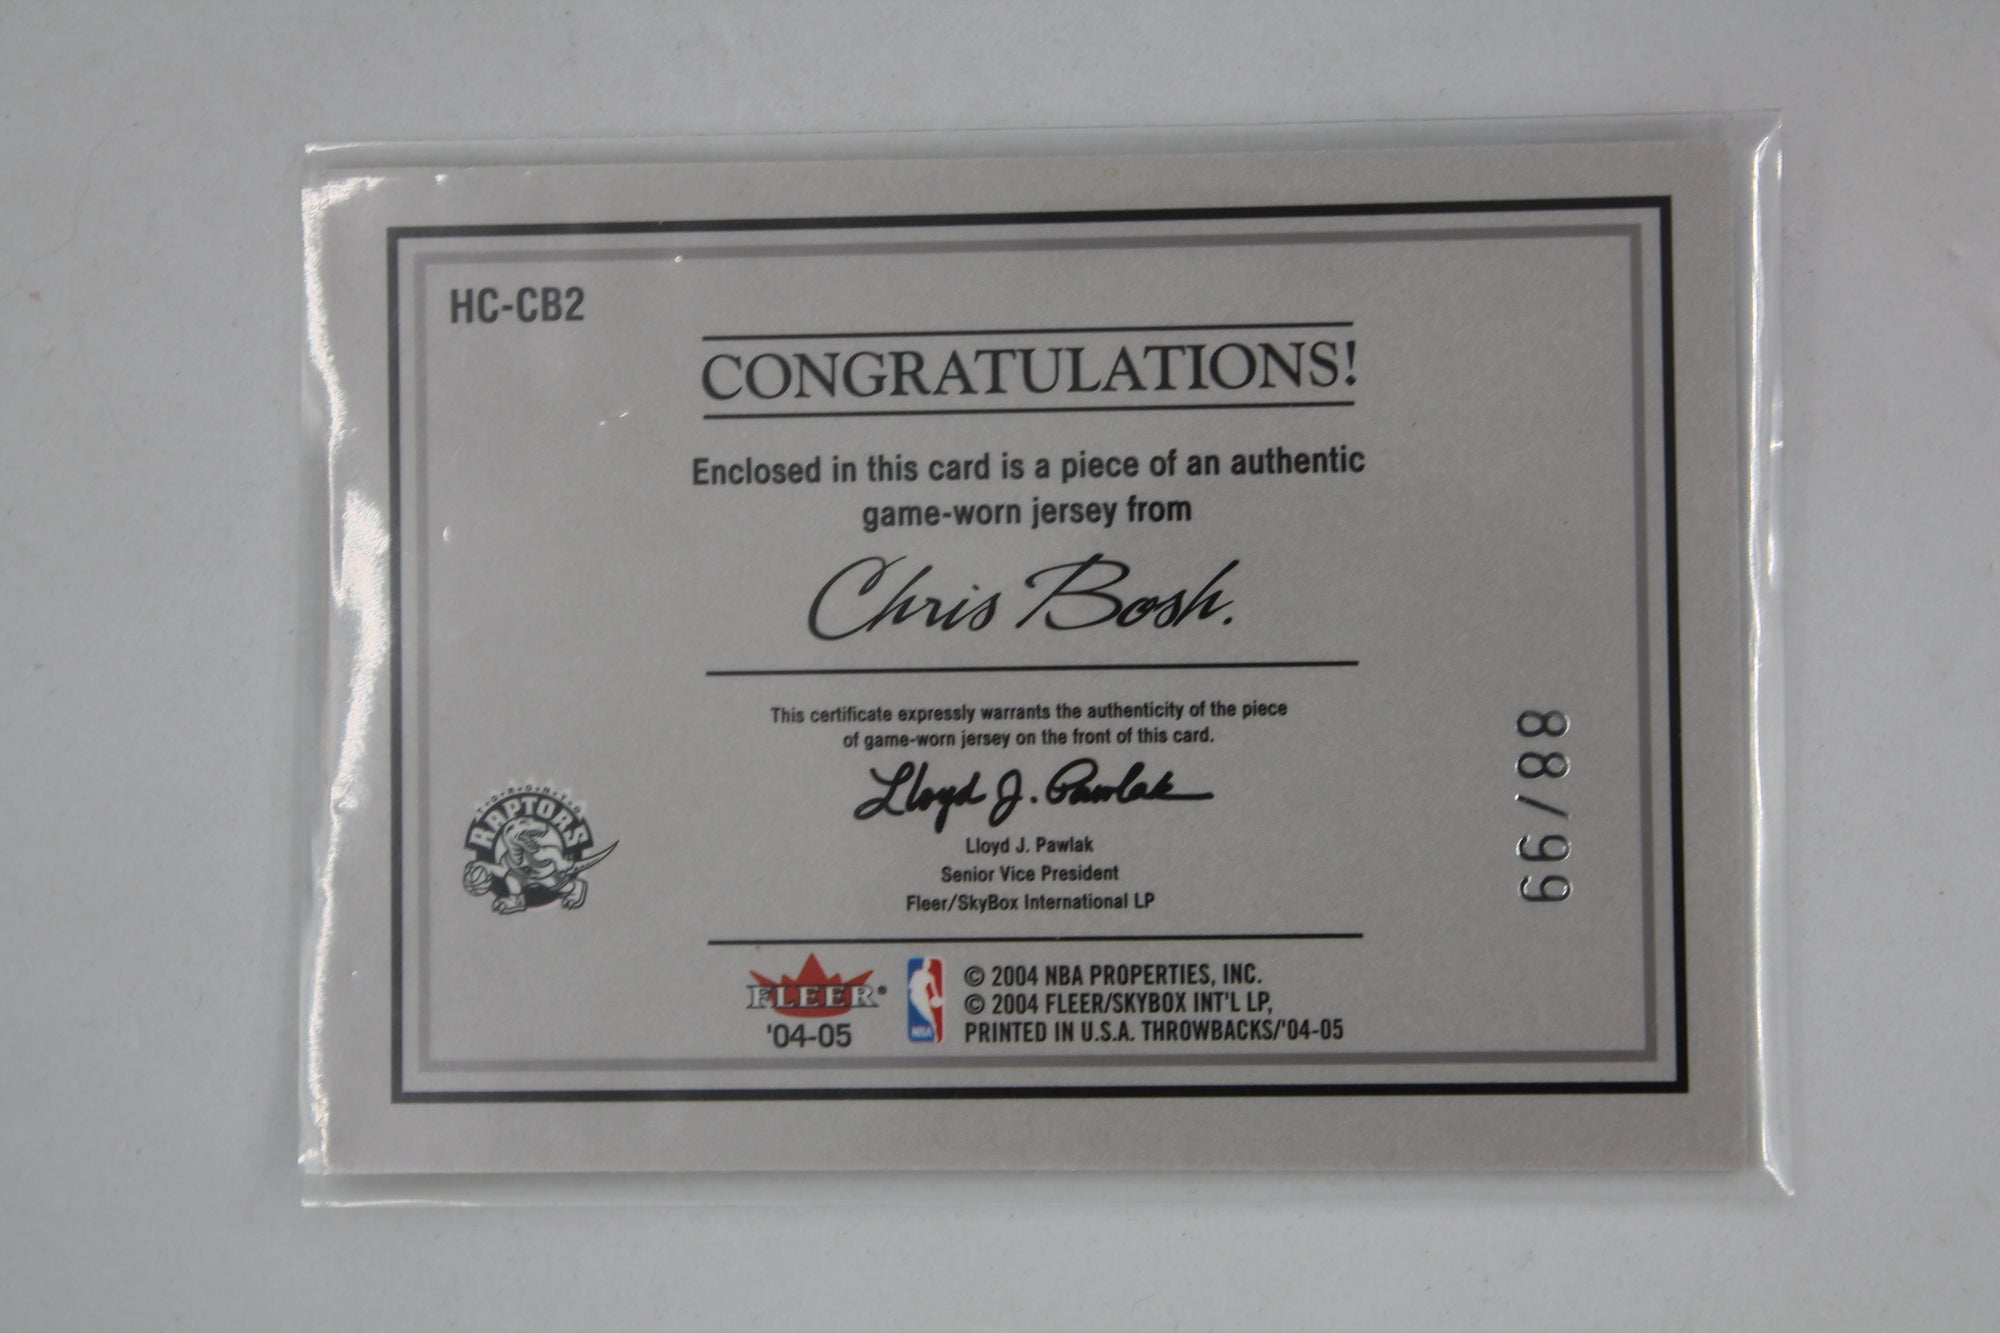 HC-CB2
CONGRATULATIONS!
Enclosed in this card is a piece of an authentic
game-worn jersey from
Chris Bosh.
This certificate expressly warrants the authenticity of the piece
of game-worn jersey on the front of this card.
Lloyd J. Pawlak
Lloyd J. Pawlak
Senior Vice President
Fleer/SkyBox International LP
88/99
TORONTO
RAPTORS
FLEER®
'04-05
NBA
© 2004 NBA PROPERTIES, INC.
© 2004 FLEER/SKYBOX INT'L LP,
PRINTED IN U.S.A. THROWBACKS/'04-05